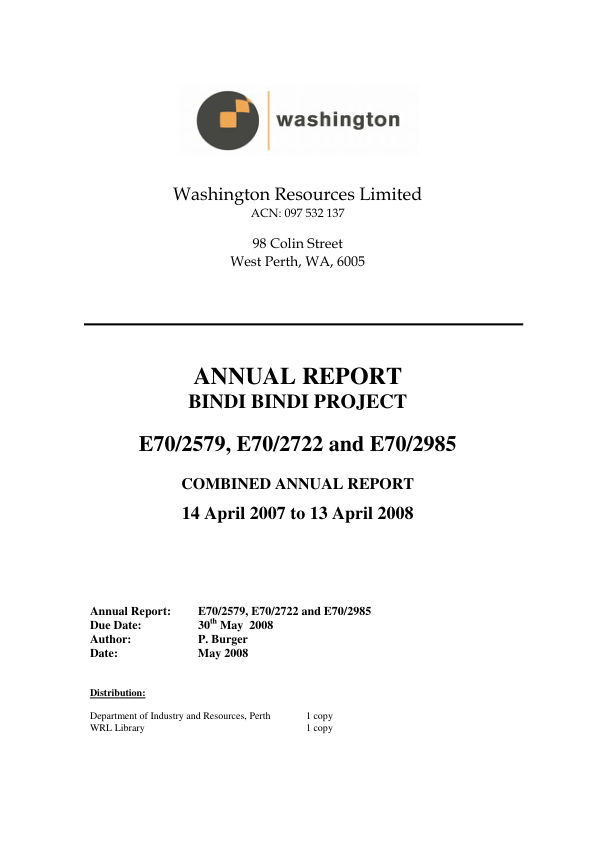 washington
Washington Resources Limited
ACN: 097 532 137
98 Colin Street
West Perth, WA, 6005
ANNUAL REPORT
BINDI BINDI PROJECT
E70/2579, E70/2722 and E70/2985
COMBINED ANNUAL REPORT
14 April 2007 to 13 April 2008
Annual Report: E70/2579, E70/2722 and E70/2985
Due Date: 30th May 2008
Author: P. Burger
Date: May 2008
Distribution:
Department of Industry and Resources, Perth 1 copy
WRL Library 1 copy